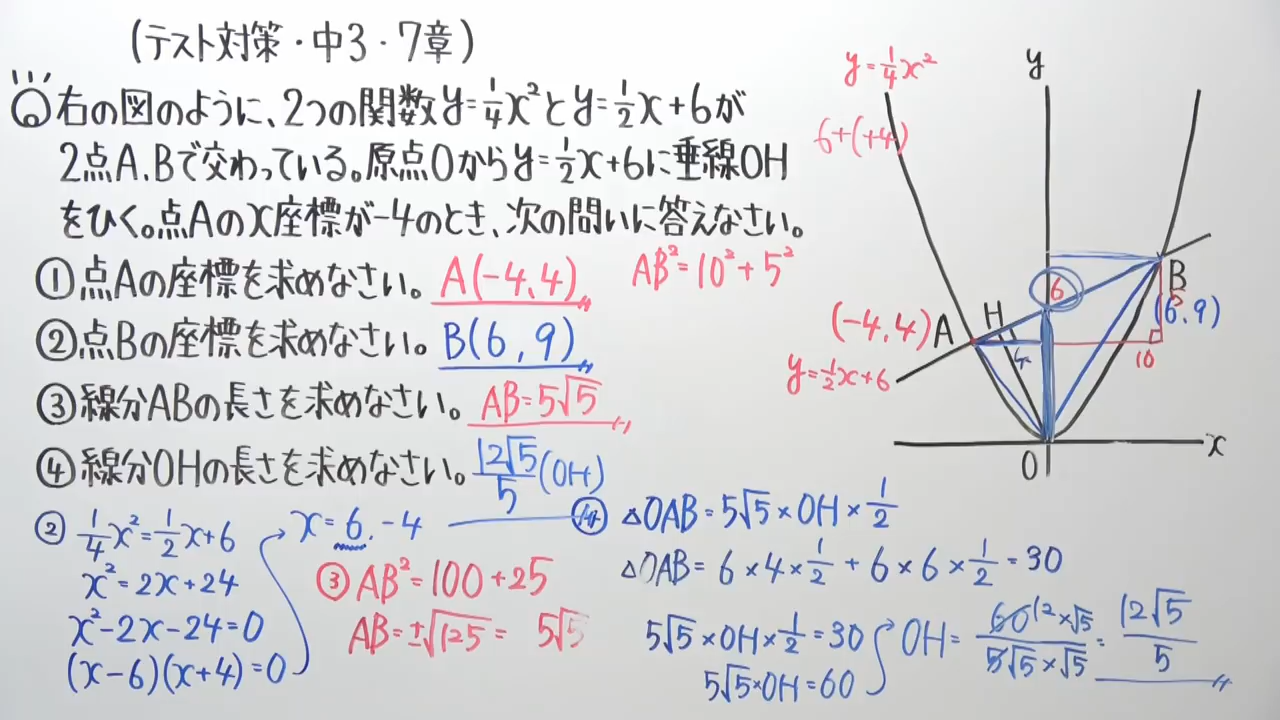 (テスト対策・中3・7章)
Q 右の図のように、2つの関数y=1/4x²とy=1/2x+6が
2点A.Bで交わっている。原点Oからy=1/2x+6に垂線OH
をひく。点Aのx座標が-4のとき、次の問いに答えなさい。
①点Aの座標を求めなさい。 A(-4,4)
②点Bの座標を求めなさい。 B(6,9)
③線分ABの長さを求めなさい。 AB=5√5
④線分OHの長さを求めなさい。 12√5/5 (OH)
AB²=10²+5²
② 1/4x²=1/2x+6
x²=2x+24
x²-2x-24=0
(x-6)(x+4)=0
x=6.-4
③ AB²=100+25
AB=±√125= 5√5
④ △OAB=5√5×OH×1/2
△OAB=6×4×1/2+6×6×1/2=30
5√5×OH×1/2=30
5√5×OH=60
OH=60 12×√5/5√5×√5=12√5/5
y=1/4x²
6+(+4)
y
6
B
5
(6,9)
(-4,4) A H
4
10
y=1/2x+6
O
x